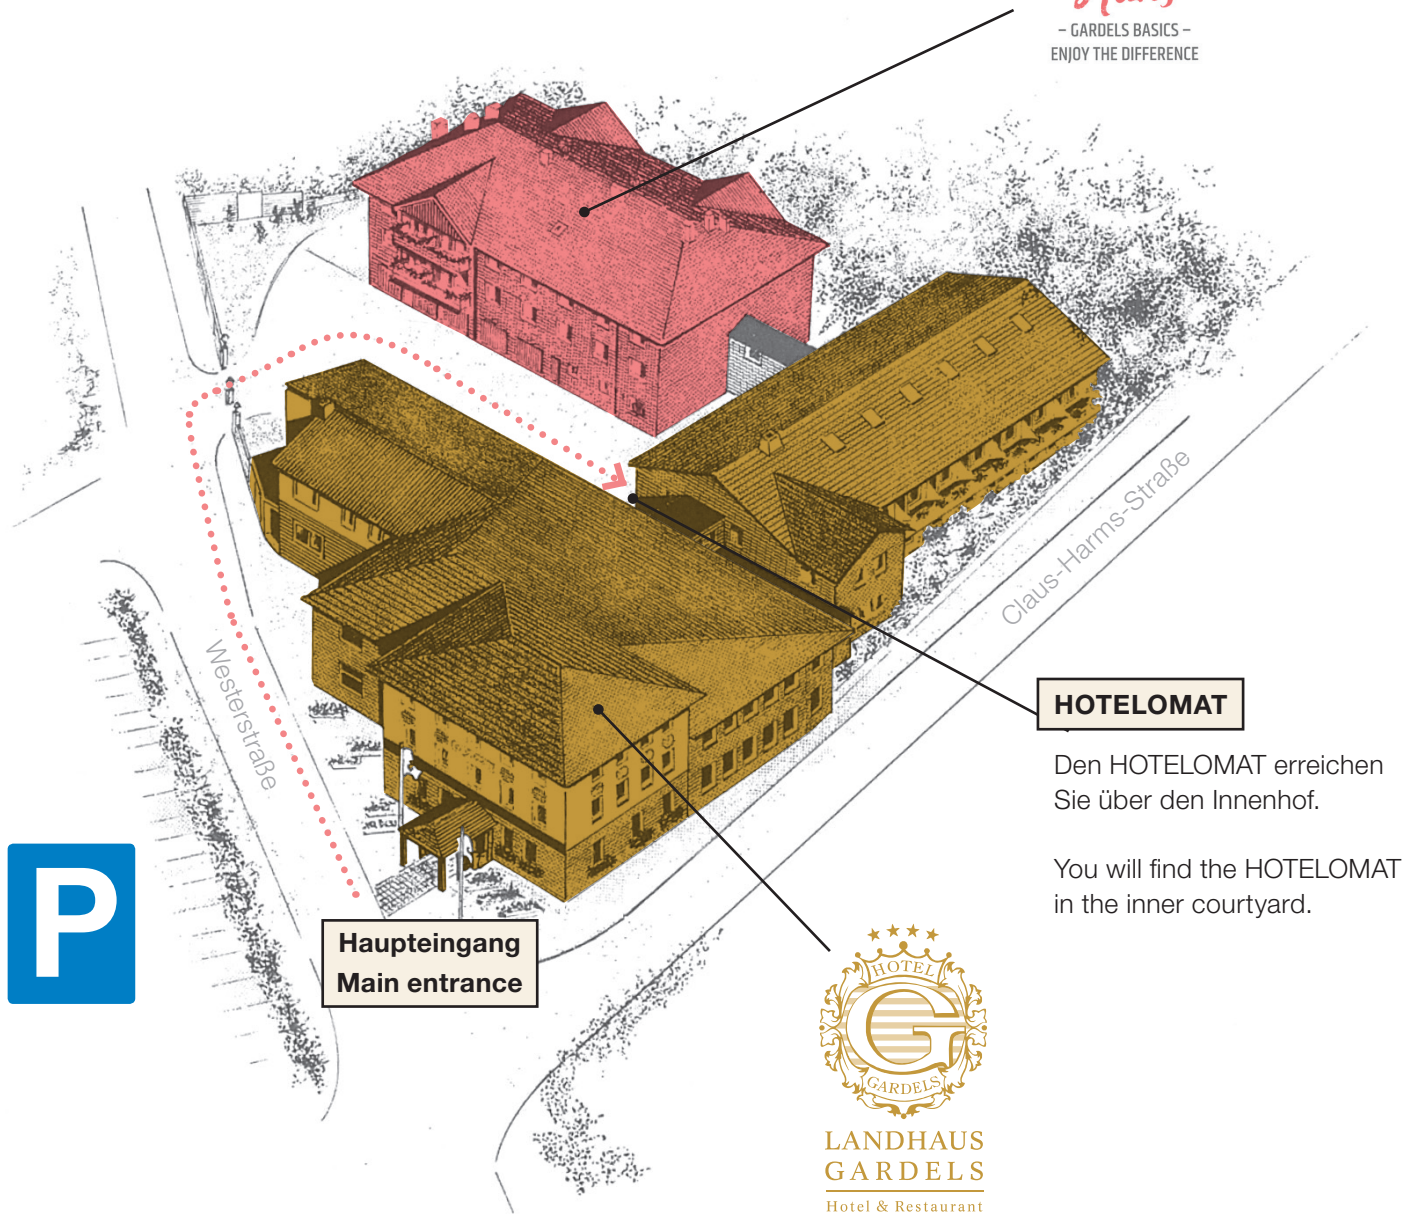 – GARDELS BASICS –
ENJOY THE DIFFERENCE
Claus-Harms-Straße
Westerstraße
HOTELOMAT
Den HOTELOMAT erreichen
Sie über den Innenhof.
You will find the HOTELOMAT
in the inner courtyard.
P
Haupteingang
Main entrance
HOTEL
G
GARDELS
LANDHAUS
GARDELS
Hotel & Restaurant